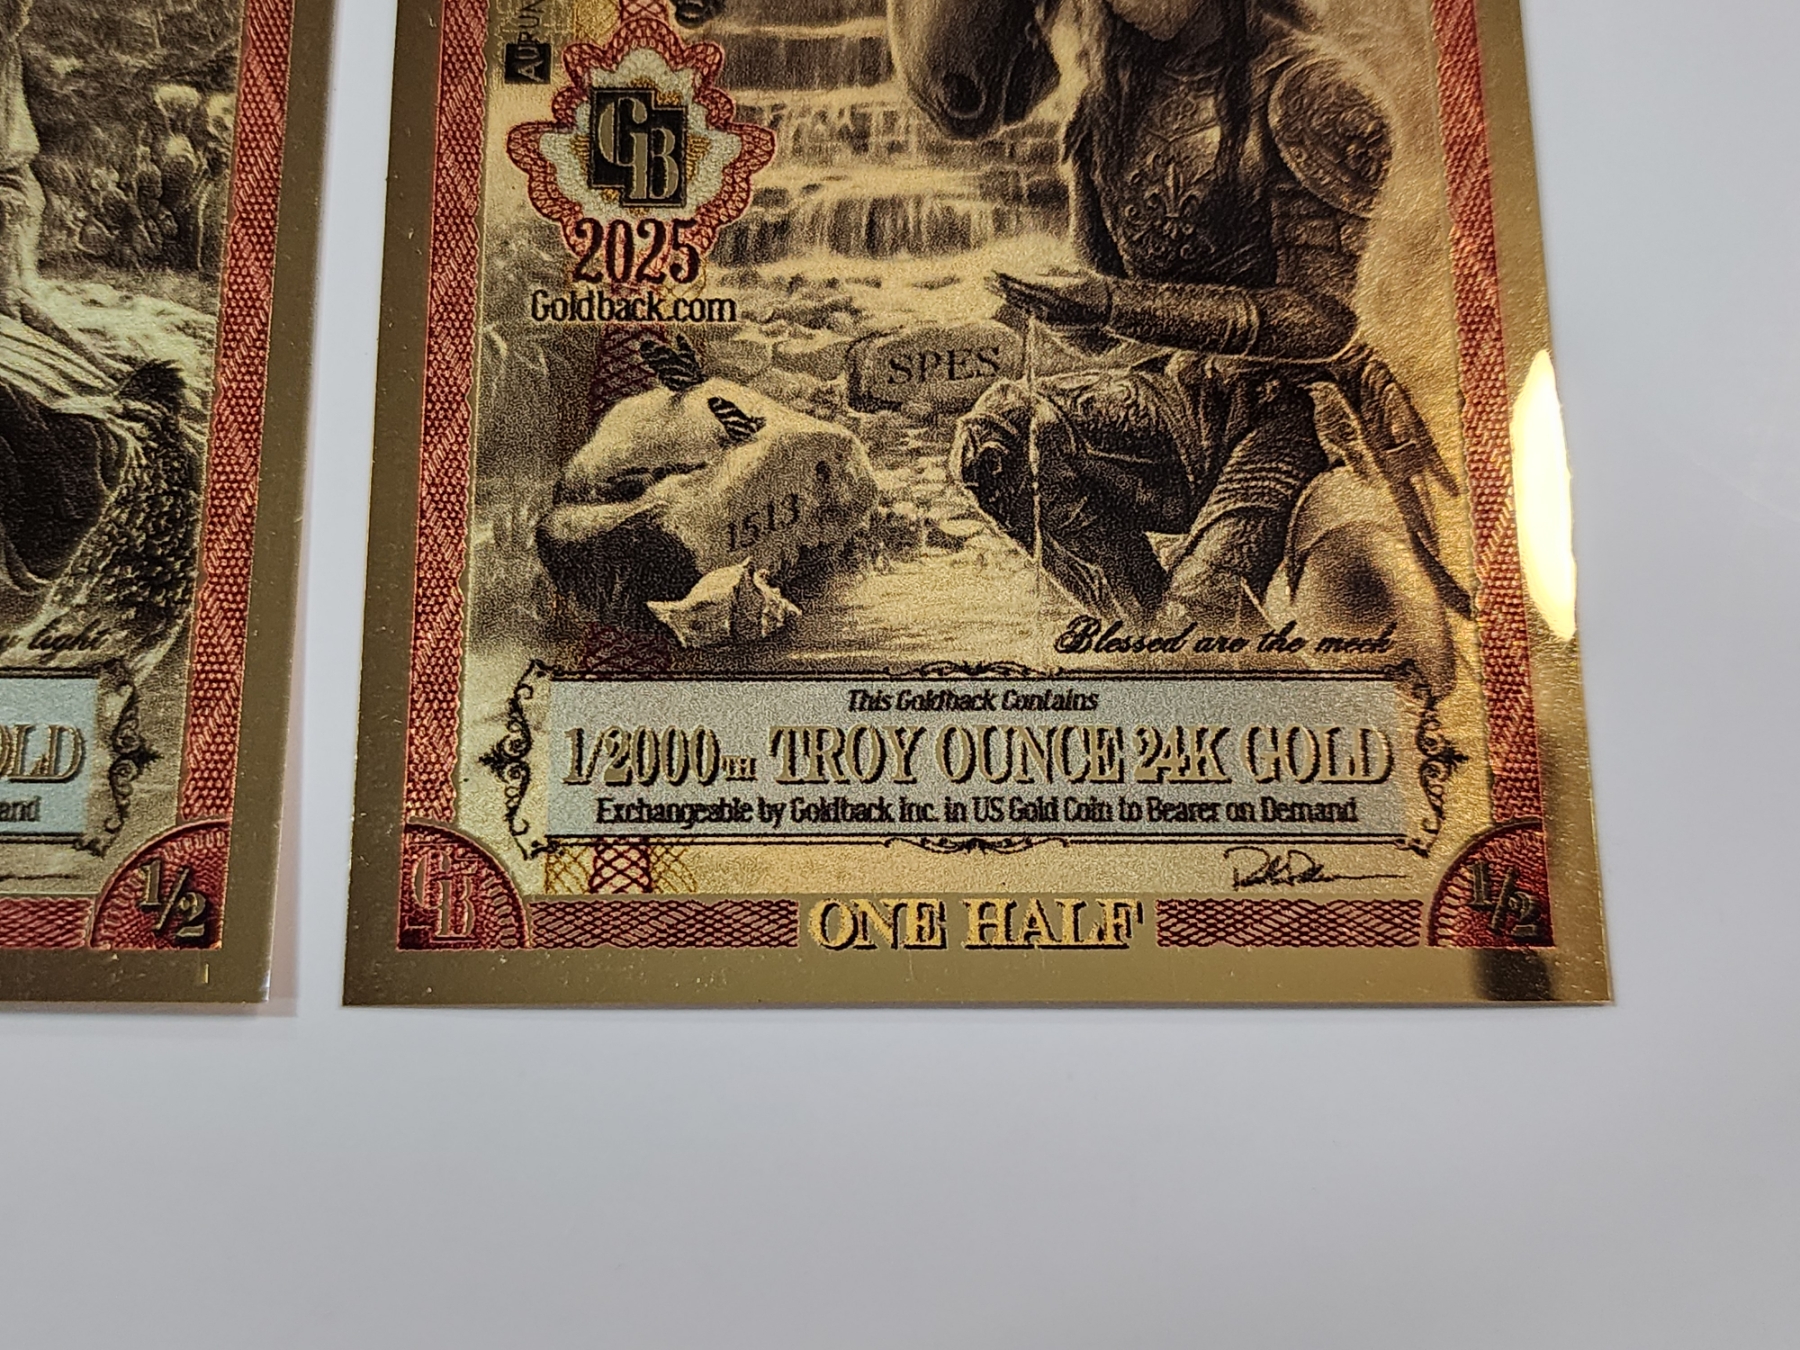 AURUM
GB
2025
Goldback.com
SPES
1513
Blessed are the meek
This Goldback Contains
1/2000TH TROY OUNCE 24K GOLD
Exchangeable by Goldback Inc. in US Gold Coin to Bearer on Demand
GB
ONE HALF
1/2
light
OLD
and
1/2